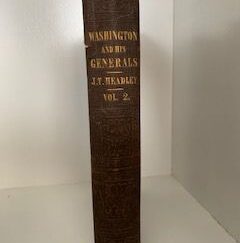 WASHINGTON
AND HIS
GENERALS
J.T. HEADLEY
VOL. 2.